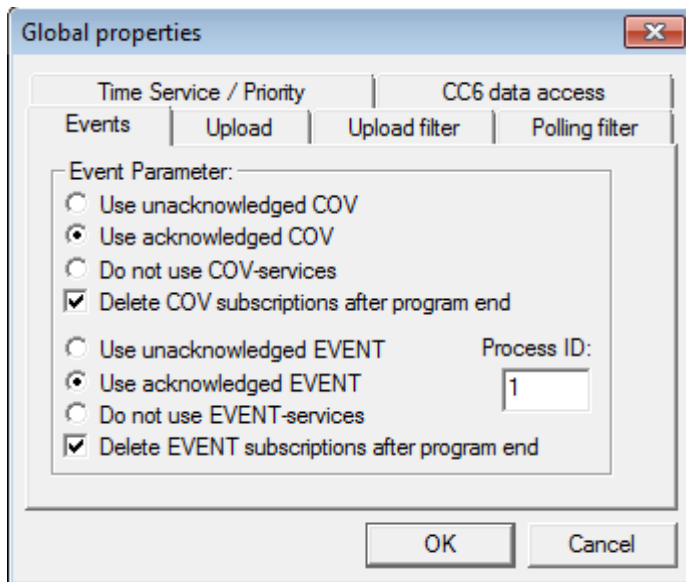 Global properties
Time Service / Priority
CC6 data access
Events
Upload
Upload filter
Polling filter
Event Parameter:
Use unacknowledged COV
Use acknowledged COV
Do not use COV-services
Delete COV subscriptions after program end
Use unacknowledged EVENT
Process ID:
Use acknowledged EVENT
1
Do not use EVENT-services
Delete EVENT subscriptions after program end
OK
Cancel